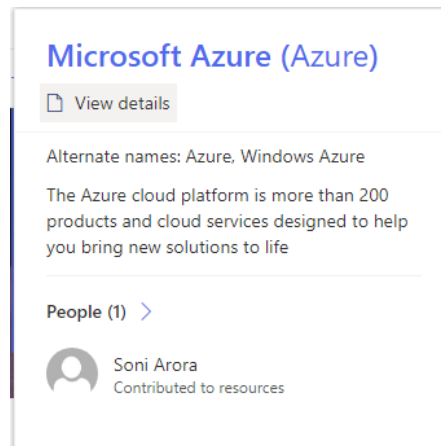 Microsoft Azure (Azure)
View details
Alternate names: Azure, Windows Azure
The Azure cloud platform is more than 200
products and cloud services designed to help
you bring new solutions to life
People (1)
Soni Arora
Contributed to resources